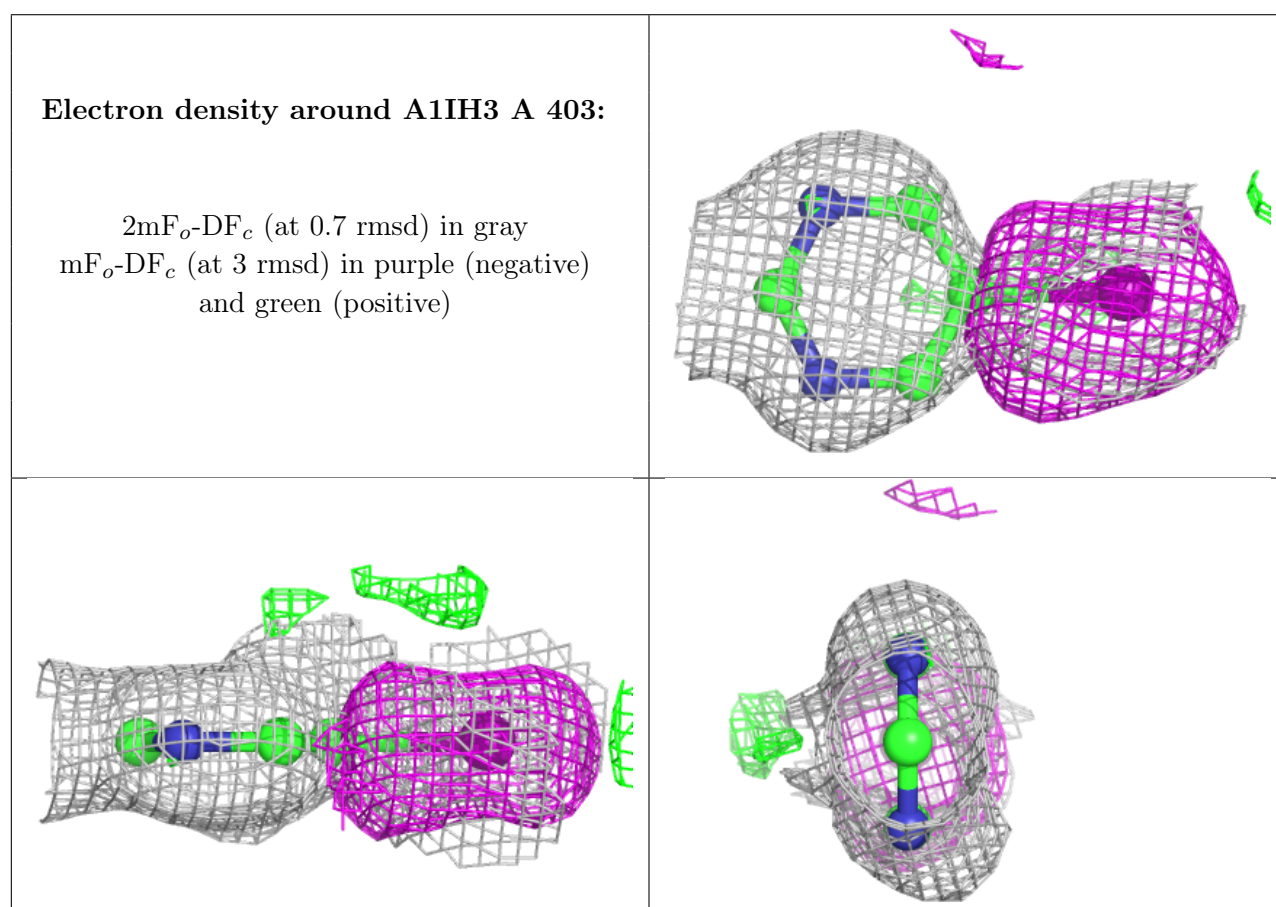 Electron density around A1IH3 A 403:
2mFo-DFc (at 0.7 rmsd) in gray
mFo-DFc (at 3 rmsd) in purple (negative)
and green (positive)